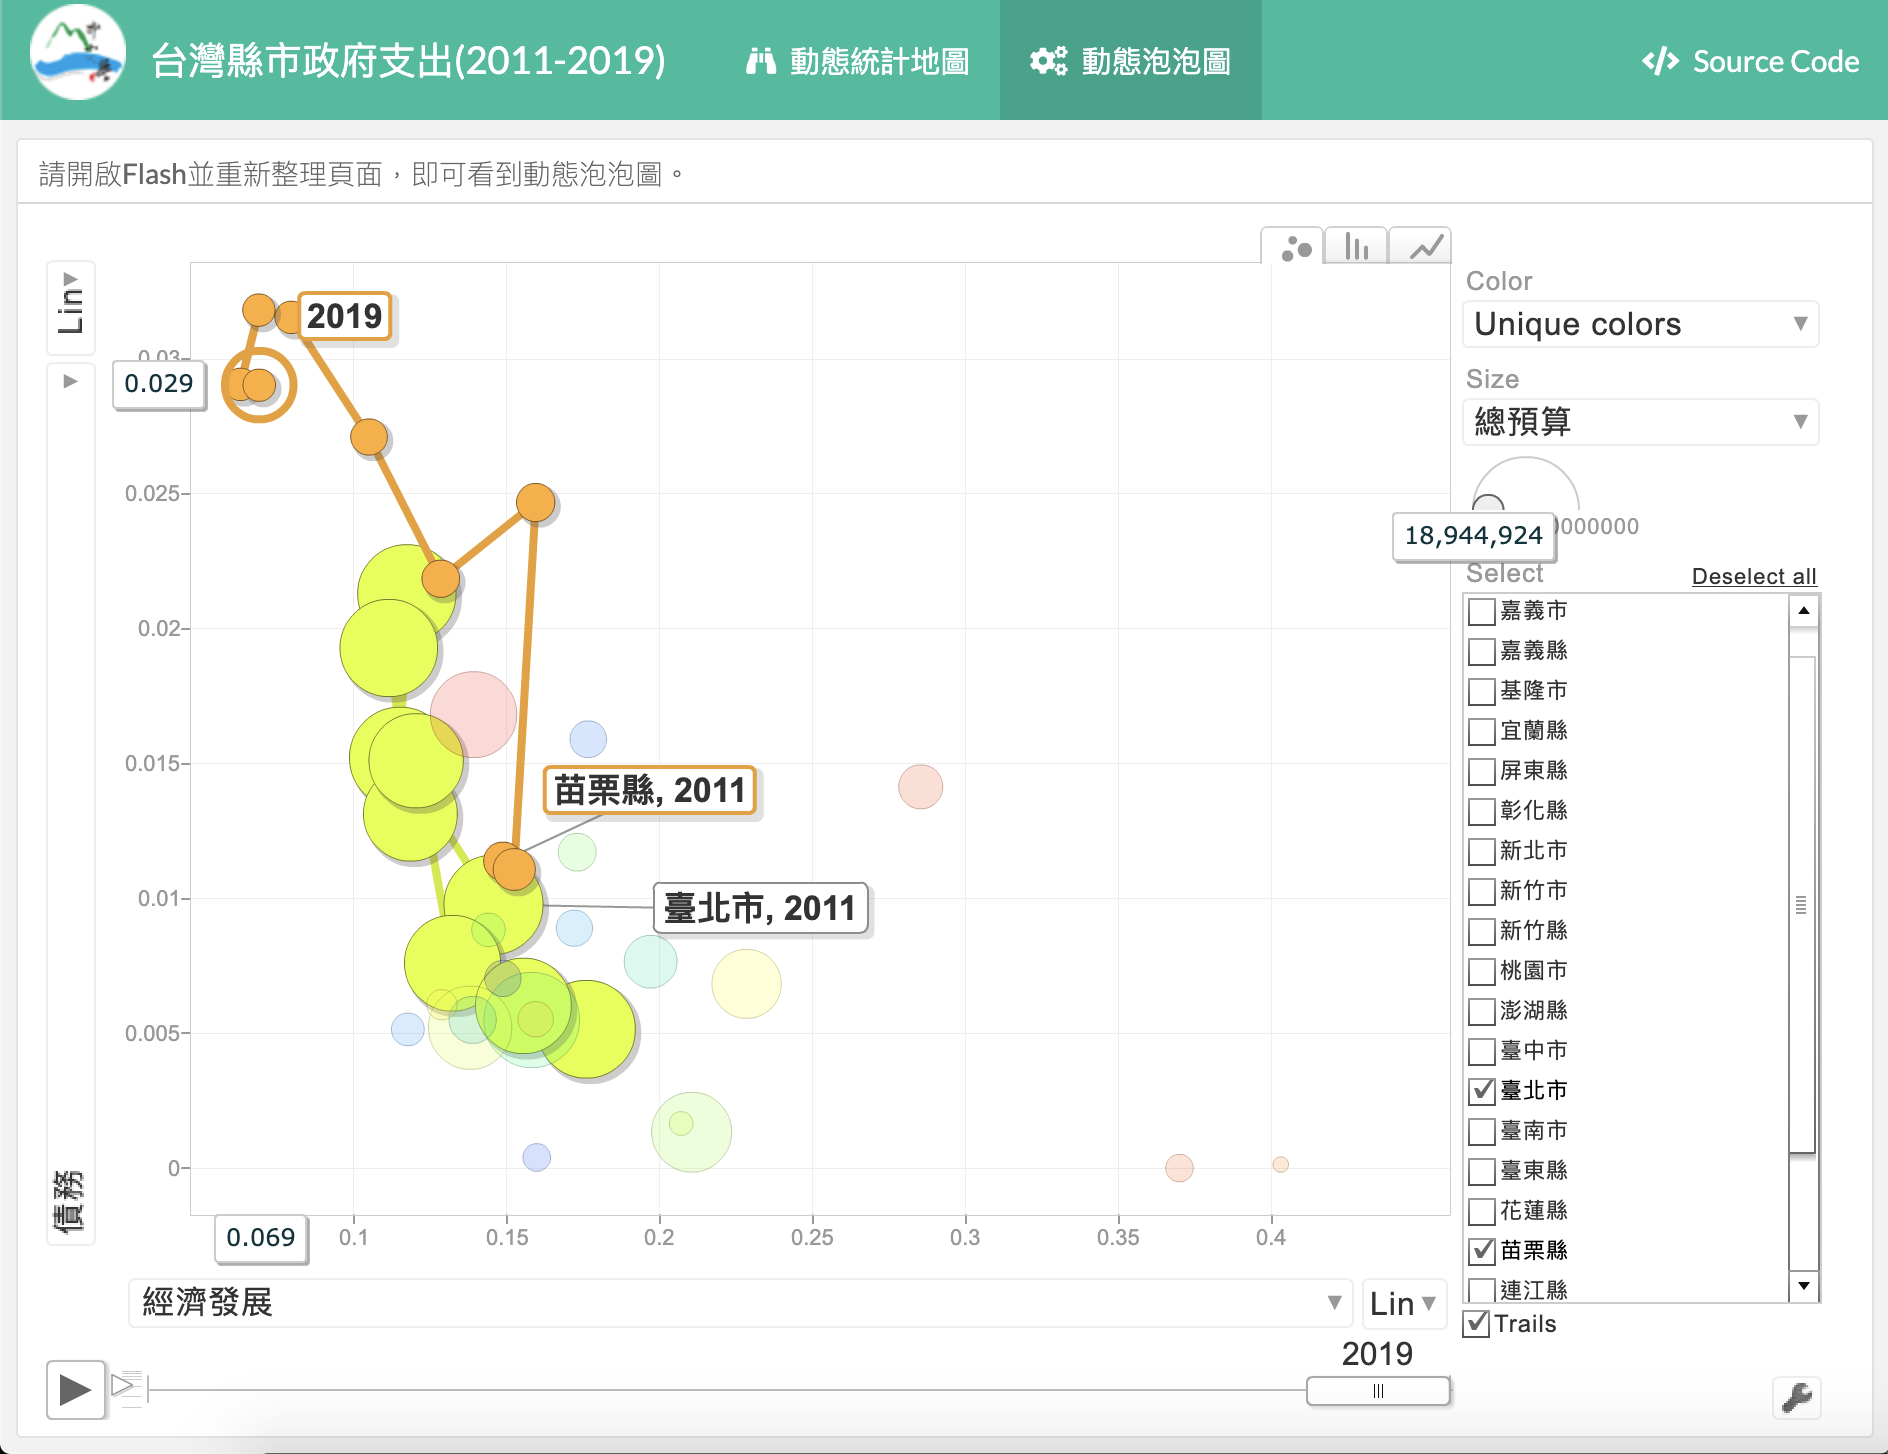 台灣縣市政府支出(2011-2019)
動態統計地圖
動態泡泡圖
Source Code
請開啟Flash並重新整理頁面，即可看到動態泡泡圖。
Lin
債務
0.03
0.029
0.025
0.02
0.015
0.01
0.005
0
2019
苗栗縣, 2011
臺北市, 2011
0.069
0.1
0.15
0.2
0.25
0.3
0.35
0.4
經濟發展
Lin
2019
Color
Unique colors
Size
總預算
18,944,924
0000000
Select
Deselect all
嘉義市
嘉義縣
基隆市
宜蘭縣
屏東縣
彰化縣
新北市
新竹市
新竹縣
桃園市
澎湖縣
臺中市
臺北市
臺南市
臺東縣
花蓮縣
苗栗縣
連江縣
Trails